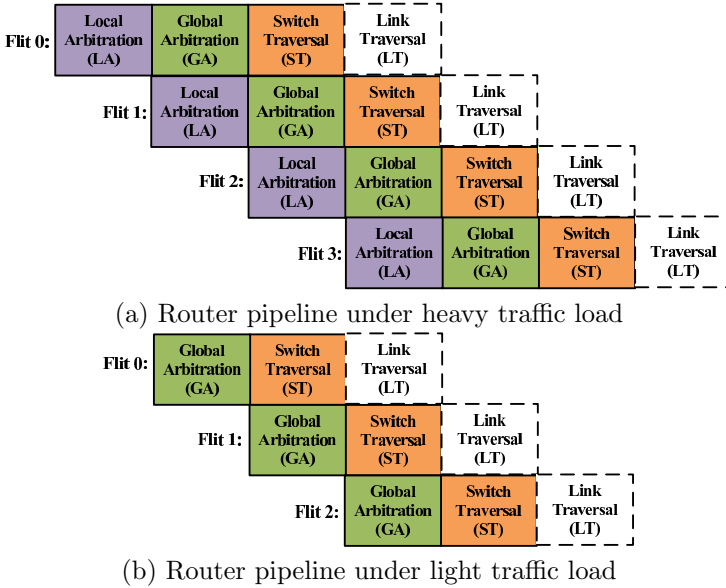 Flit 0:
Local Arbitration (LA)
Global Arbitration (GA)
Switch Traversal (ST)
Link Traversal (LT)
Flit 1:
Local Arbitration (LA)
Global Arbitration (GA)
Switch Traversal (ST)
Link Traversal (LT)
Flit 2:
Local Arbitration (LA)
Global Arbitration (GA)
Switch Traversal (ST)
Link Traversal (LT)
Flit 3:
Local Arbitration (LA)
Global Arbitration (GA)
Switch Traversal (ST)
Link Traversal (LT)
(a) Router pipeline under heavy traffic load
Flit 0:
Global Arbitration (GA)
Switch Traversal (ST)
Link Traversal (LT)
Flit 1:
Global Arbitration (GA)
Switch Traversal (ST)
Link Traversal (LT)
Flit 2:
Global Arbitration (GA)
Switch Traversal (ST)
Link Traversal (LT)
(b) Router pipeline under light traffic load